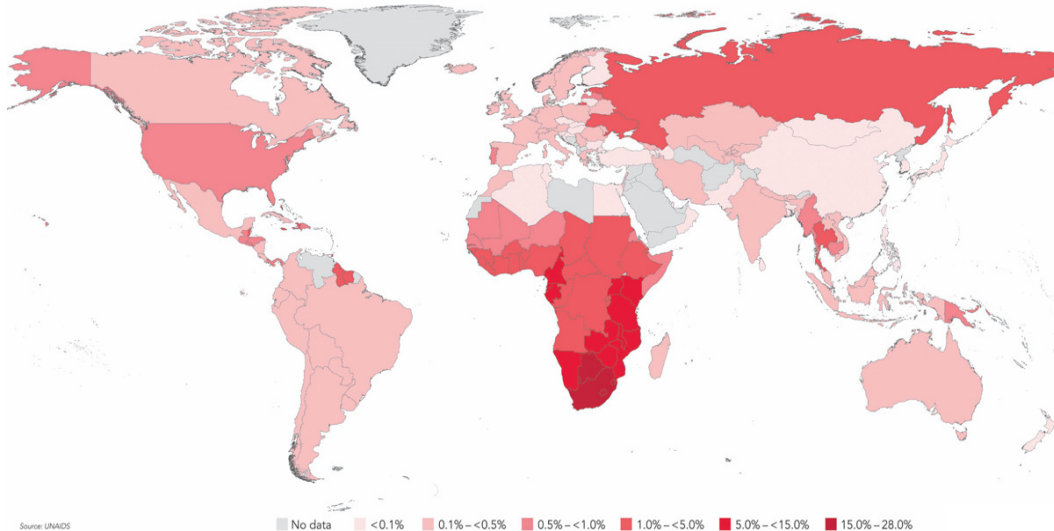 Source: UNAIDS
No data <0.1% 0.1% – <0.5% 0.5% – <1.0% 1.0% – <5.0% 5.0% – <15.0% 15.0% – 28.0%